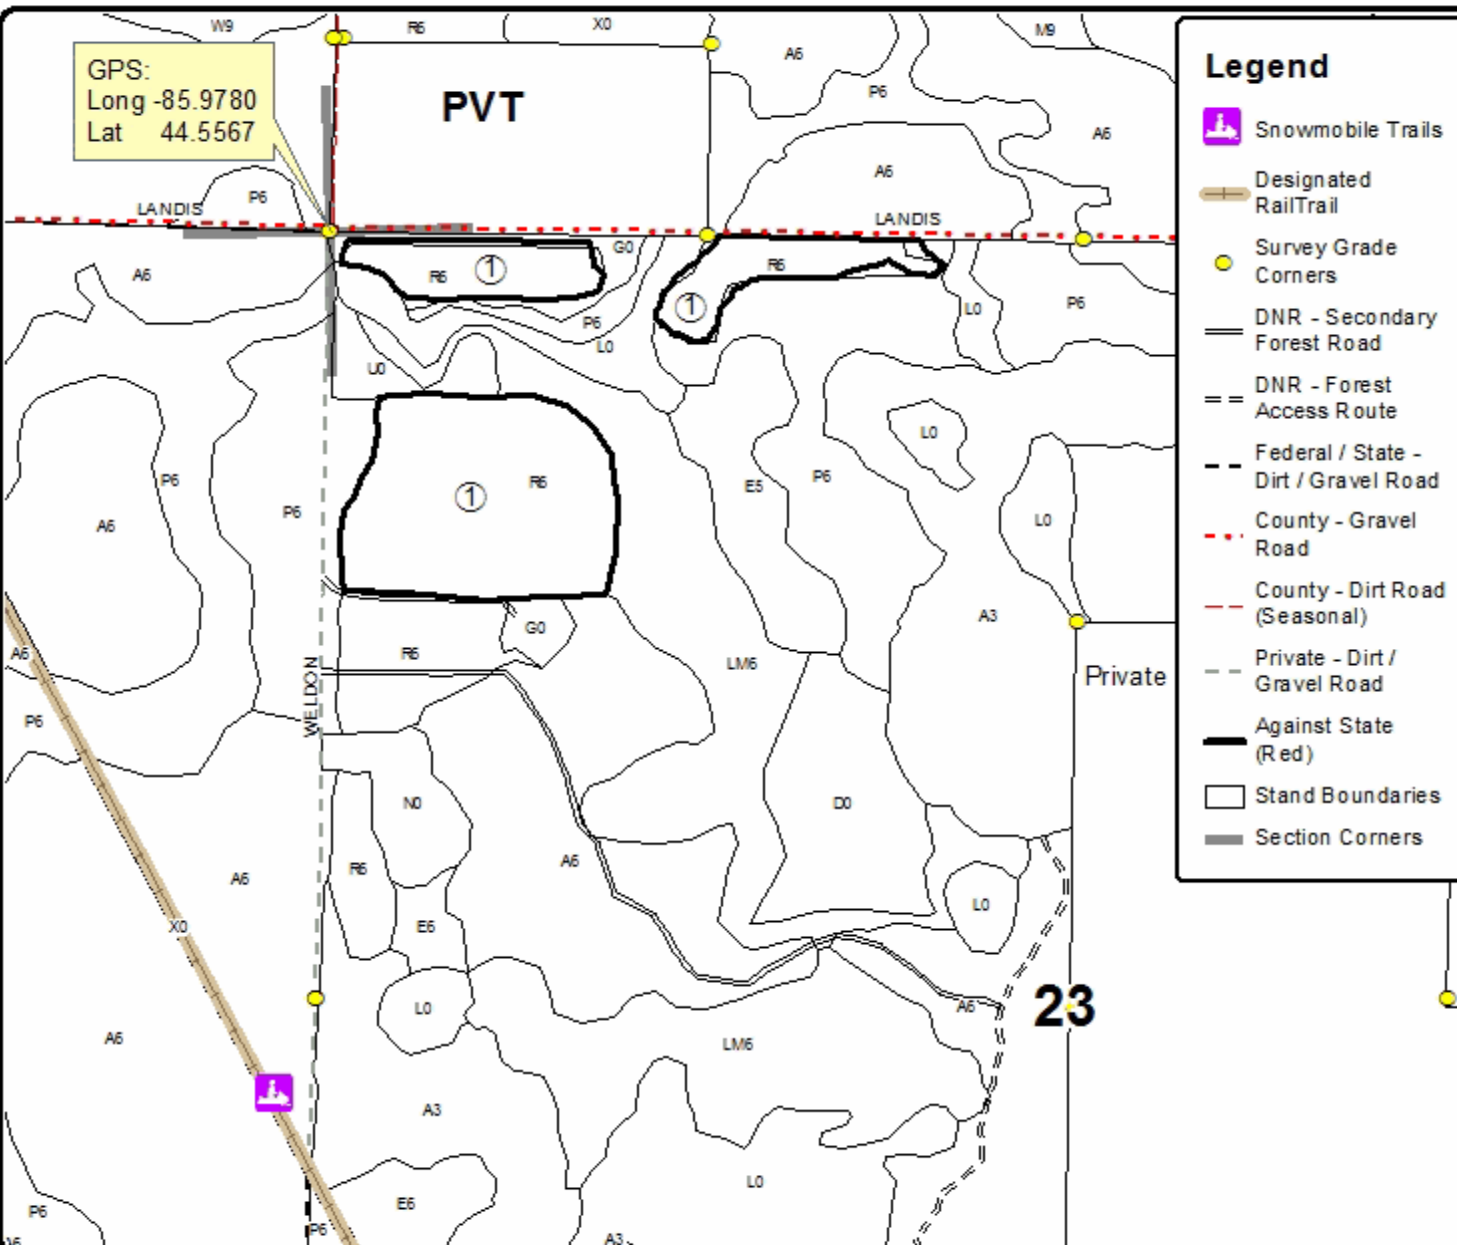 W9
R6
X0
M9
A6
GPS:
Long -85.9780
Lat 44.5567
PVT
P6
A6
A6
P6
LANDIS
LANDIS
A6
R6
1
G0
R6
1
P6
L0
P6
L0
U0
L0
P6
P6
A6
P6
1
R6
E5
P6
L0
A3
G0
R6
A6
LM6
WELDON
P6
Private
N0
D0
A6
R6
A6
X0
E6
L0
L0
A6
23
A6
LM6
A3
L0
E6
P6
P6
A3
Legend
Snowmobile Trails
Designated
RailTrail
Survey Grade
Corners
DNR - Secondary
Forest Road
DNR - Forest
Access Route
Federal / State -
Dirt / Gravel Road
County - Gravel
Road
County - Dirt Road
(Seasonal)
Private - Dirt /
Gravel Road
Against State
(Red)
Stand Boundaries
Section Corners